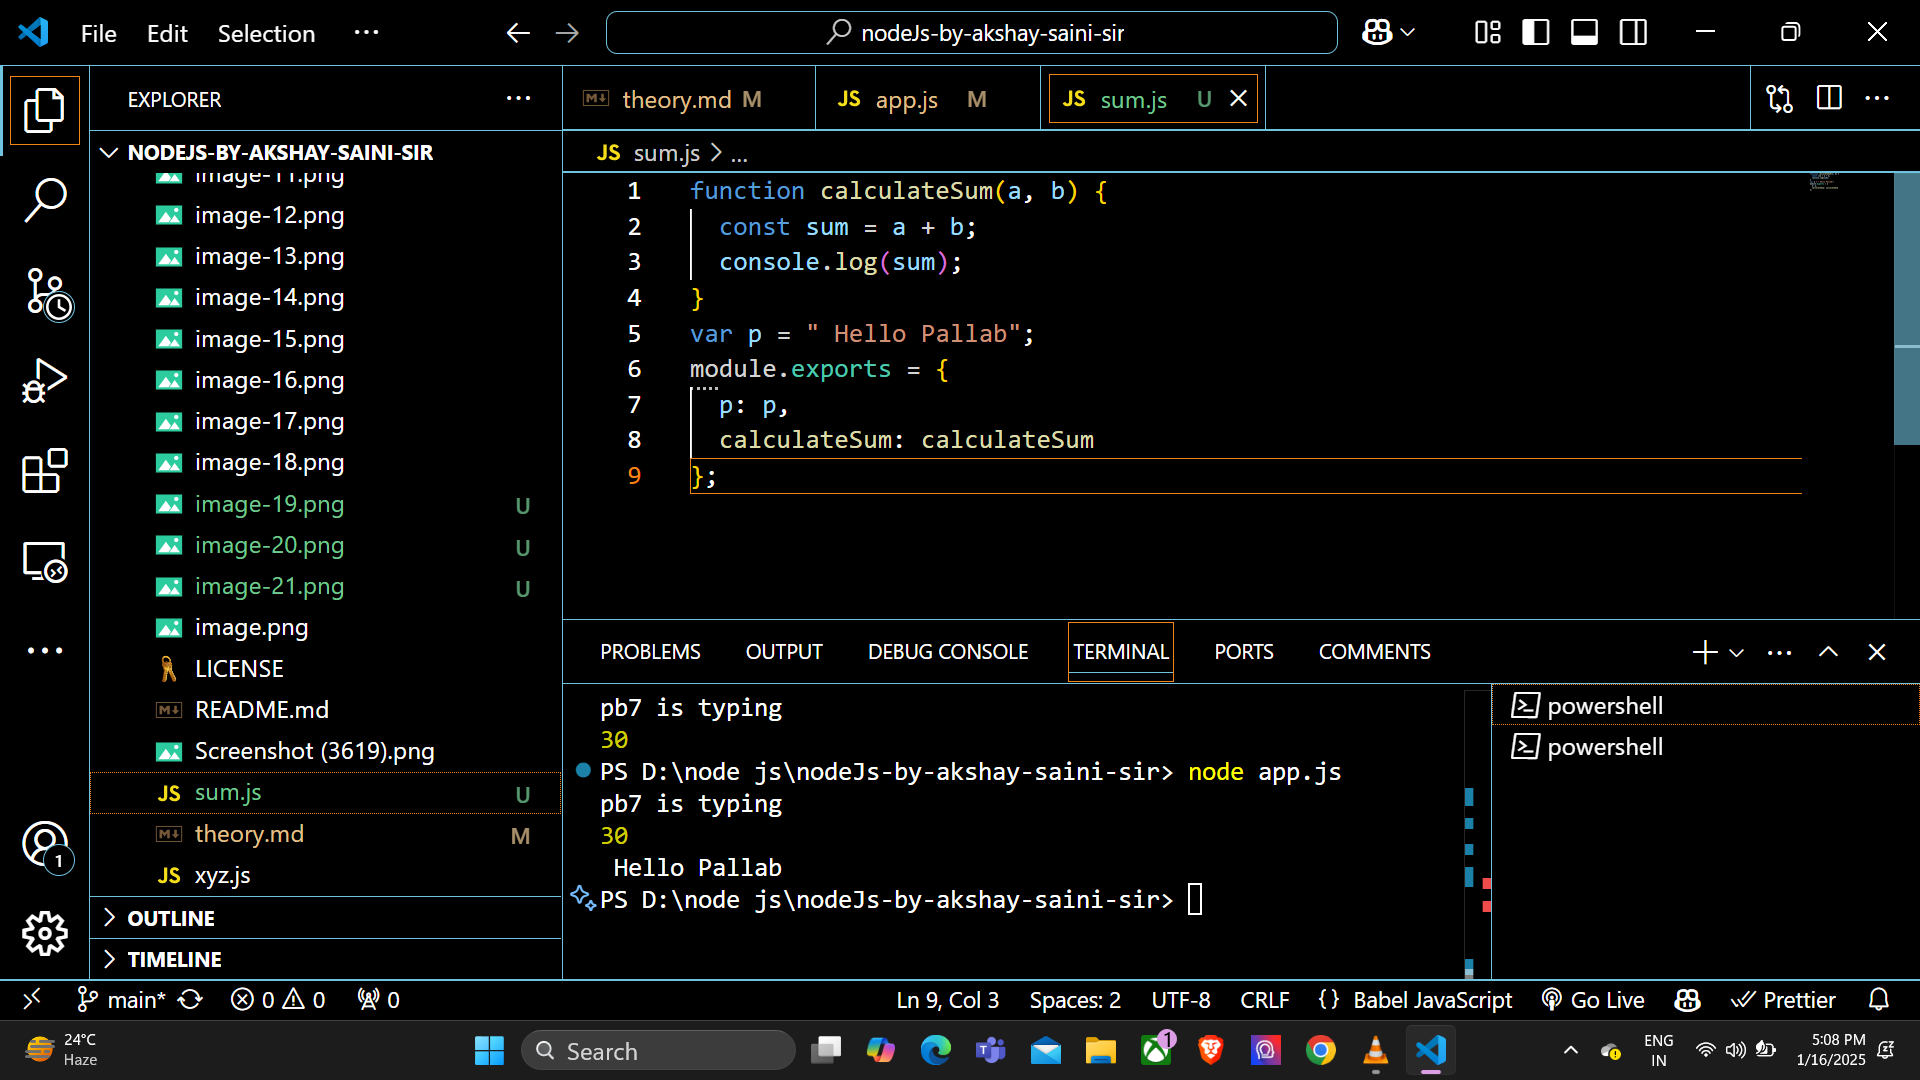 File Edit Selection ...
nodeJs-by-akshay-saini-sir
EXPLORER
NODEJS-BY-AKSHAY-SAINI-SIR
image-11.png
image-12.png
image-13.png
image-14.png
image-15.png
image-16.png
image-17.png
image-18.png
image-19.png U
image-20.png U
image-21.png U
image.png
LICENSE
README.md
Screenshot (3619).png
JS sum.js U
theory.md M
JS xyz.js
OUTLINE
TIMELINE
theory.md M
JS app.js M
JS sum.js U
JS sum.js > ...
1 function calculateSum(a, b) {
2 const sum = a + b;
3 console.log(sum);
4 }
5 var p = " Hello Pallab";
6 module.exports = {
7 p: p,
8 calculateSum: calculateSum
9 };
PROBLEMS OUTPUT DEBUG CONSOLE TERMINAL PORTS COMMENTS
pb7 is typing
30
PS D:\node js\nodeJs-by-akshay-saini-sir> node app.js
pb7 is typing
30
Hello Pallab
PS D:\node js\nodeJs-by-akshay-saini-sir>
powershell
powershell
1
main* 0 0 0
Ln 9, Col 3 Spaces: 2 UTF-8 CRLF {} Babel JavaScript Go Live Prettier
24°C
Haze
Search
1
ENG
IN
5:08 PM
1/16/2025